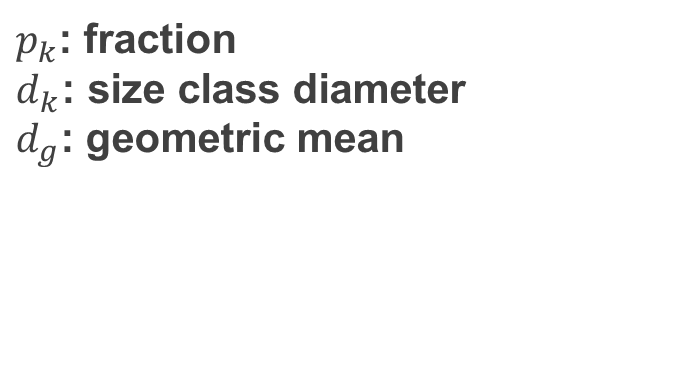 p_k: fraction
d_k: size class diameter
d_g: geometric mean